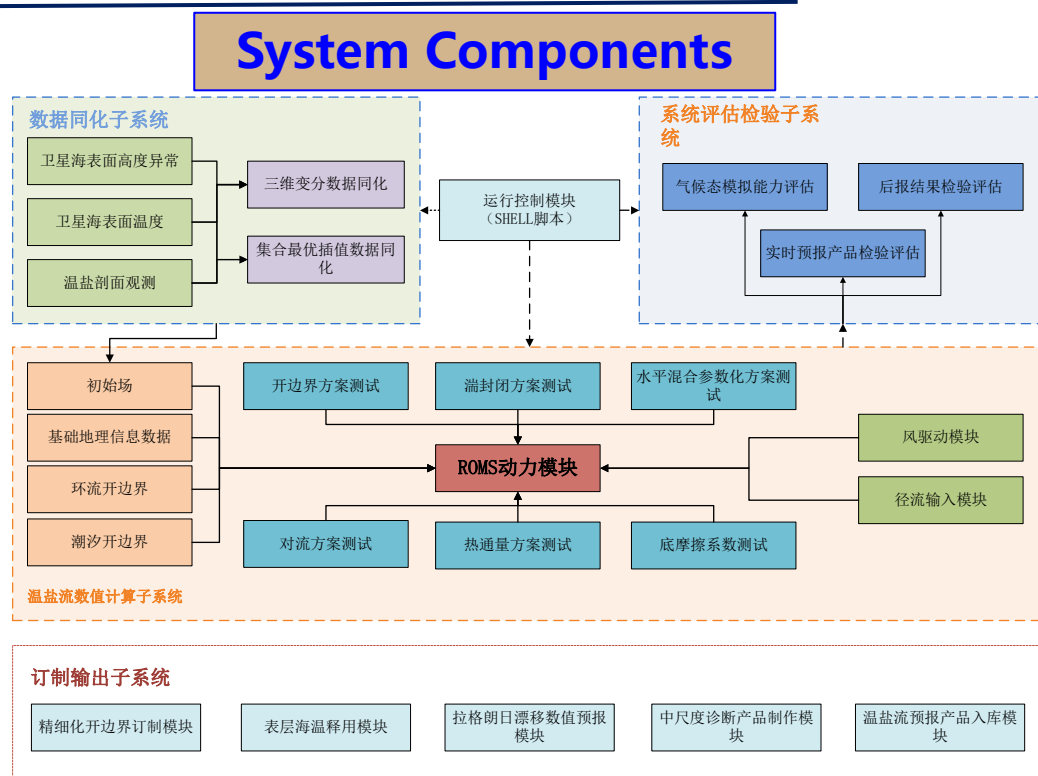 System Components
数据同化子系统
卫星海表面高度异常
卫星海表面温度
温盐剖面观测
三维变分数据同化
集合最优插值数据同
化
运行控制模块
（SHELL脚本）
系统评估检验子系
统
气候态模拟能力评估
后报结果检验评估
实时预报产品检验评估
初始场
基础地理信息数据
环流开边界
潮汐开边界
开边界方案测试
湍封闭方案测试
水平混合参数化方案测
试
ROMS动力模块
对流方案测试
热通量方案测试
底摩擦系数测试
风驱动模块
径流输入模块
温盐流数值计算子系统
订制输出子系统
精细化开边界订制模块
表层海温释用模块
拉格朗日漂移数值预报
模块
中尺度诊断产品制作模
块
温盐流预报产品入库模
块